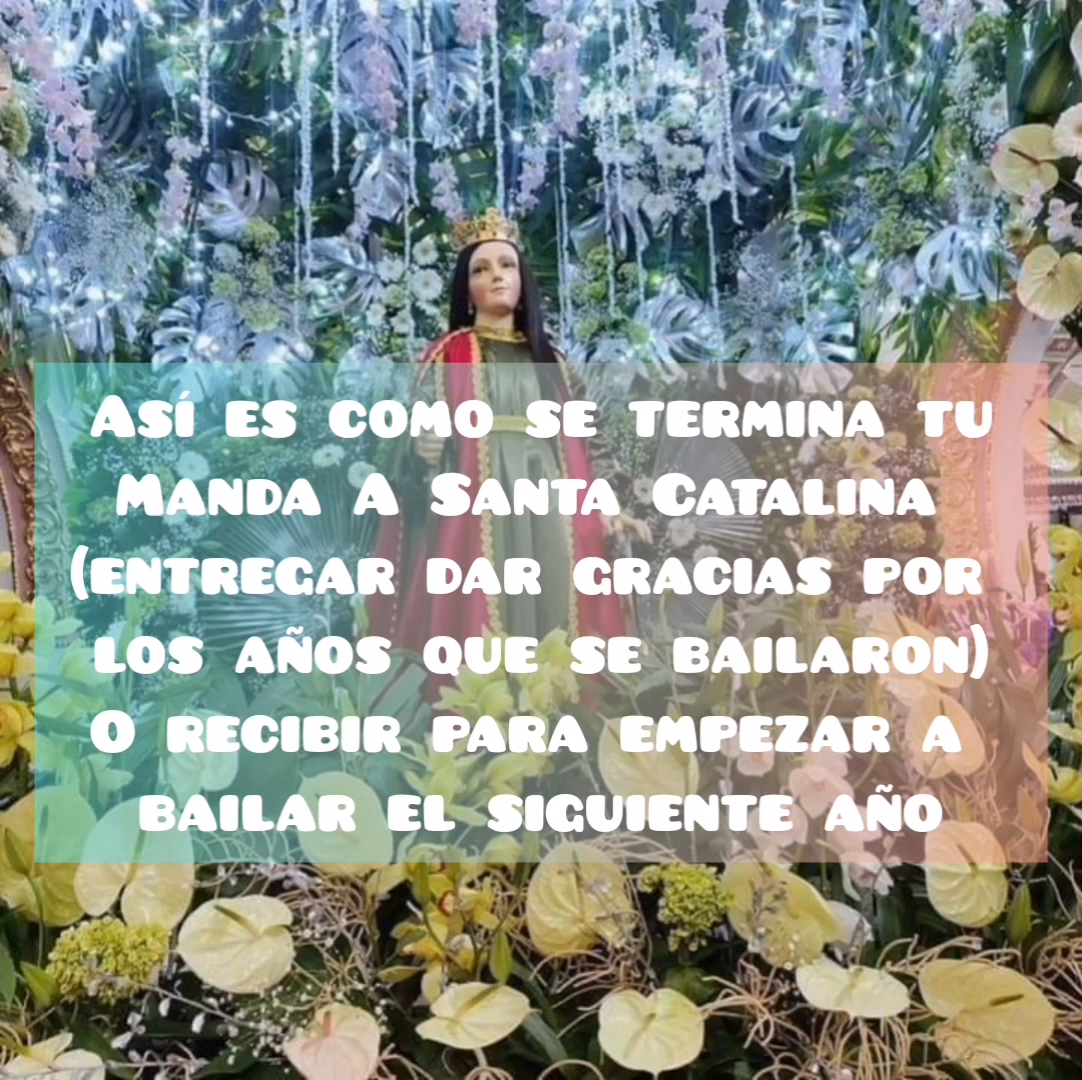 Así es como se termina tu
Manda A Santa Catalina
(entregar dar gracias por
los años que se bailaron)
O recibir para empezar a
bailar el siguiente año